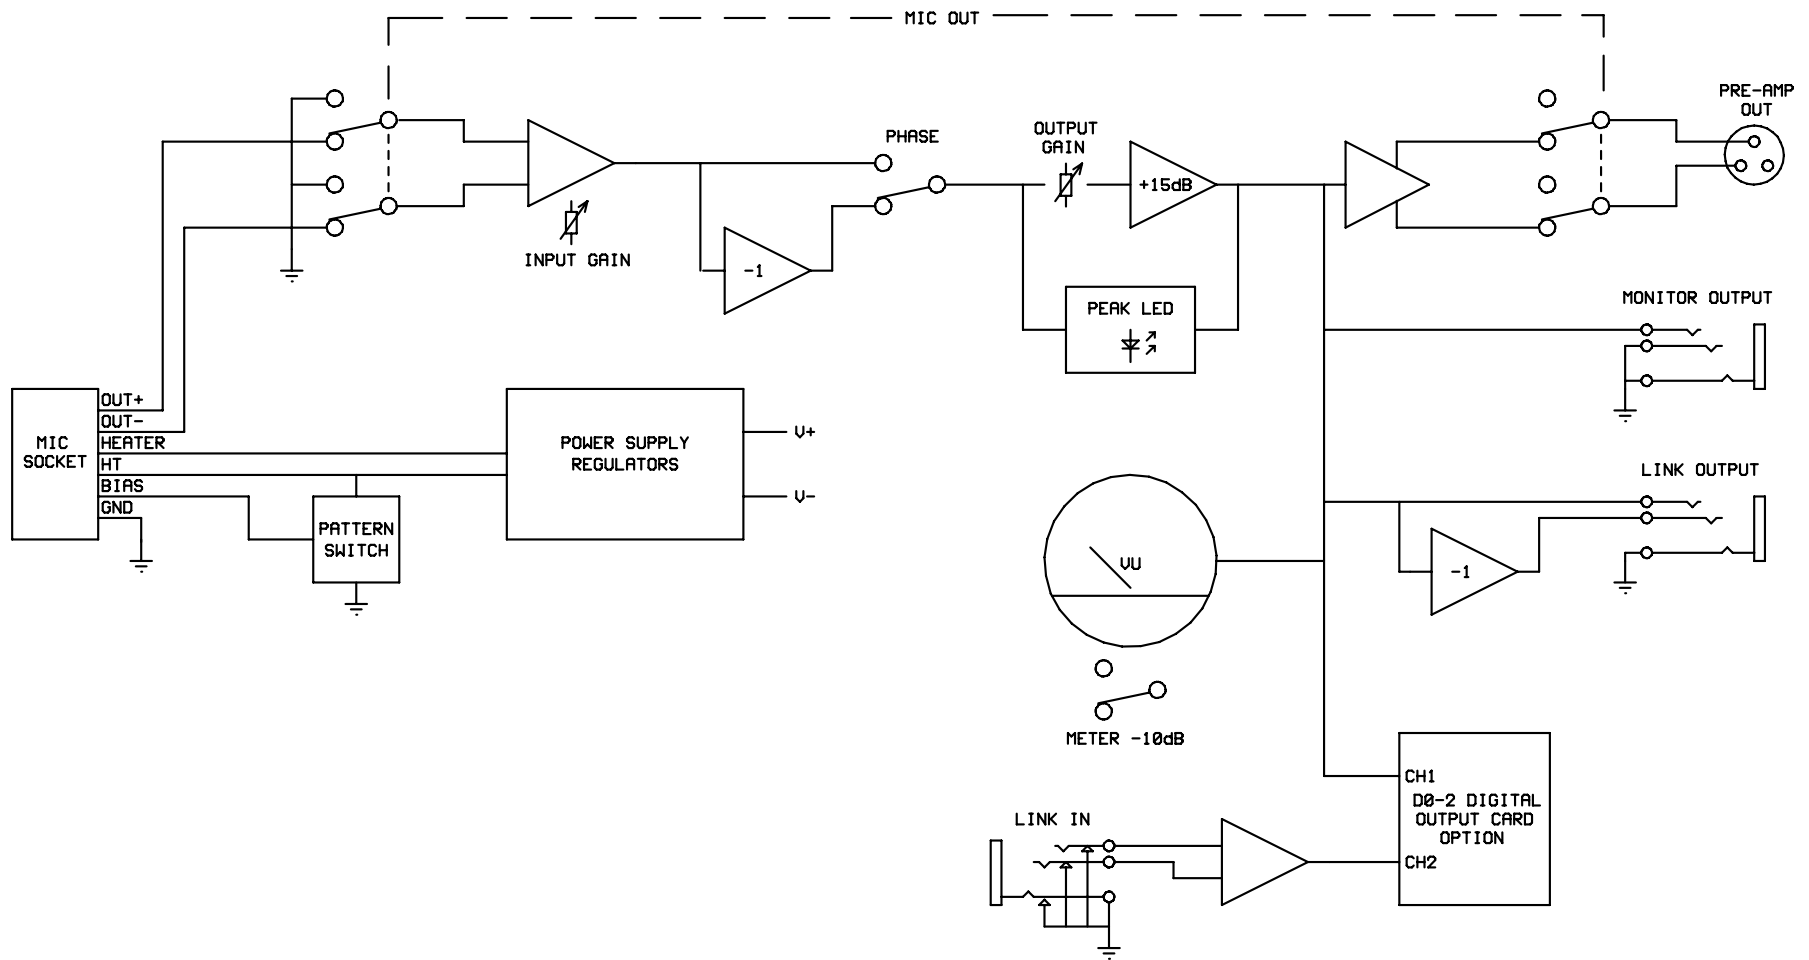 MIC OUT
PRE-AMP
OUT
PHASE
OUTPUT
GAIN
+15dB
INPUT GAIN
-1
PEAK LED
MONITOR OUTPUT
MIC
SOCKET
OUT+
OUT-
HEATER
HT
BIAS
GND
POWER SUPPLY
REGULATORS
V+
V-
PATTERN
SWITCH
LINK OUTPUT
VU
-1
METER -10dB
LINK IN
CH1
D0-2 DIGITAL
OUTPUT CARD
OPTION
CH2